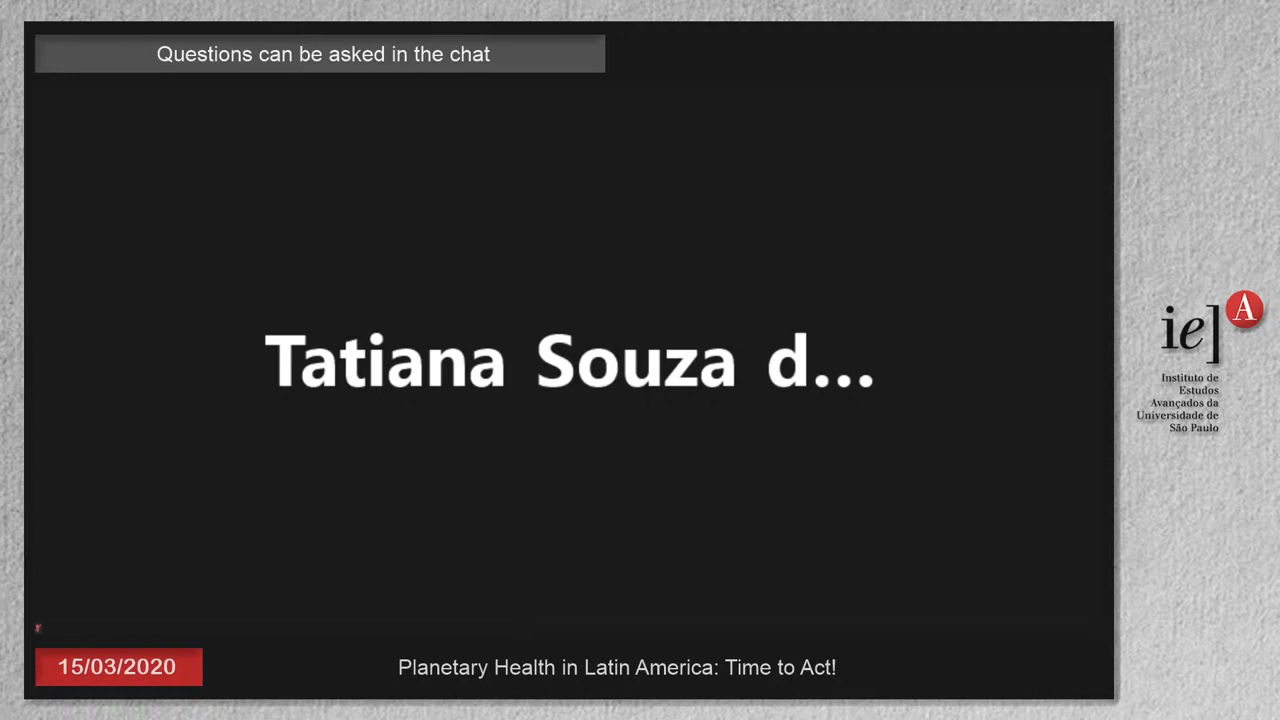 Questions can be asked in the chat
Tatiana Souza d...
15/03/2020
Planetary Health in Latin America: Time to Act!
ie] A
Instituto de
Estudos
Avançados da
Universidade de
São Paulo